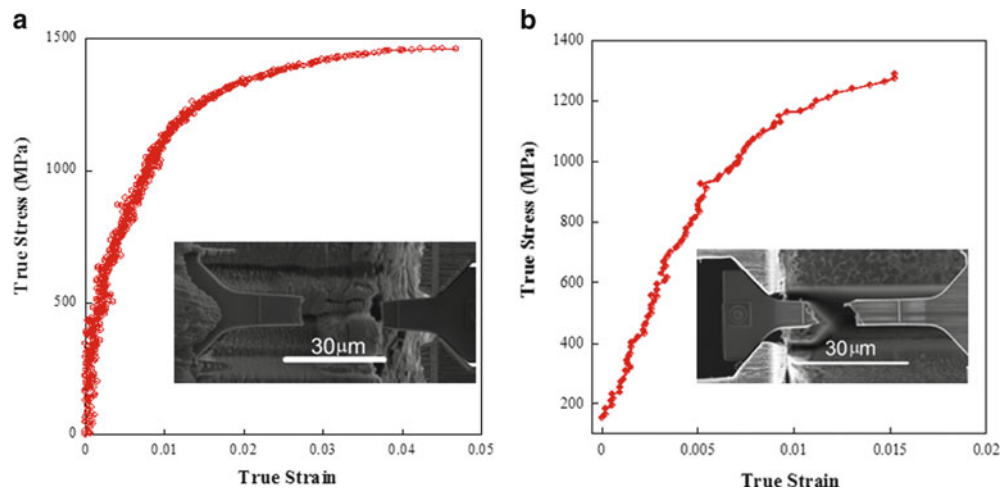 a
1500
1000
500
0
True Stress (MPa)
30μm
0 0.01 0.02 0.03 0.04 0.05
True Strain
b
1400
1200
1000
800
600
400
200
True Stress (MPa)
30μm
0 0.005 0.01 0.015 0.02
True Strain